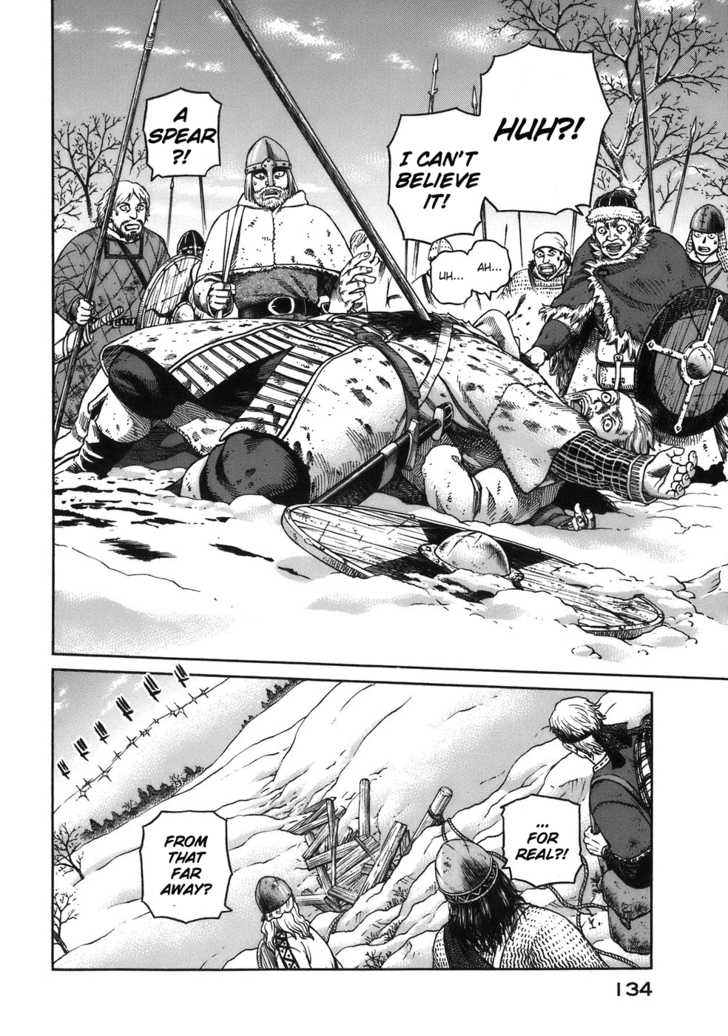 HUH?!
I CAN'T
BELIEVE
IT!
A
SPEAR
?!
AH...
UH...
...
FOR
REAL?!
FROM
THAT
FAR
AWAY?
134